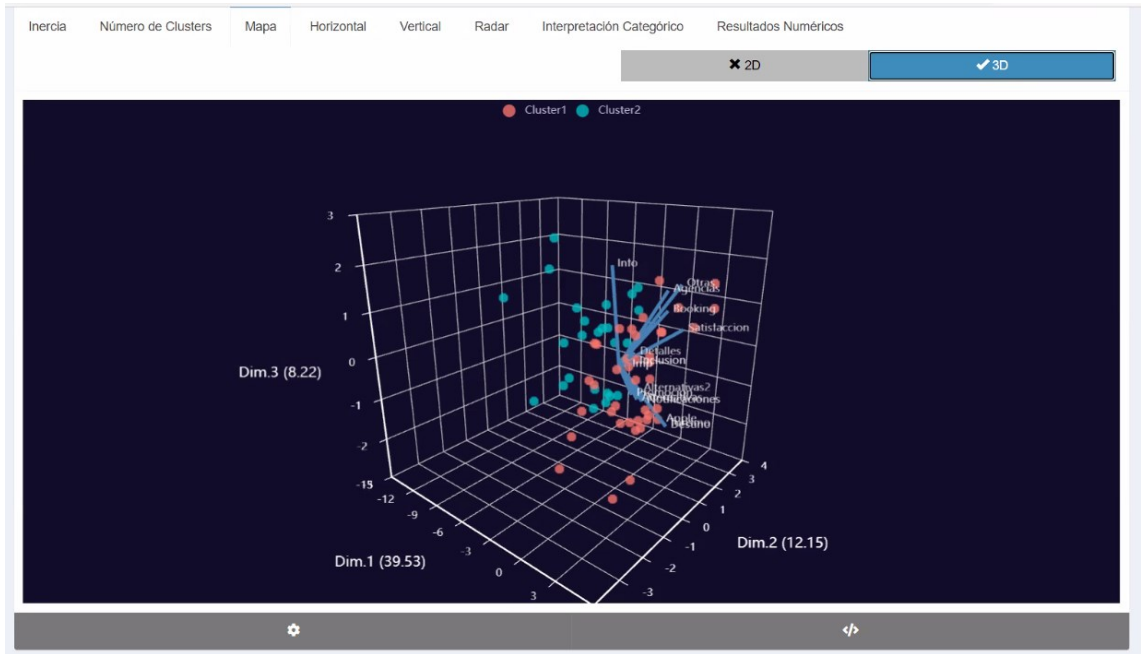 Inercia Número de Clusters Mapa Horizontal Vertical Radar Interpretación Categórico Resultados Numéricos
2D 3D
Cluster1 Cluster2
3
2
1
0
-1
-2
Dim.3 (8.22)
Info
Otras
Agencias
Booking
Satisfaccion
Detalles
Inclusion
Alternativas2
Destino
Apple
-15
-12
-9
-6
-3
0
3
Dim.1 (39.53)
4
3
2
1
0
-1
-2
-3
Dim.2 (12.15)